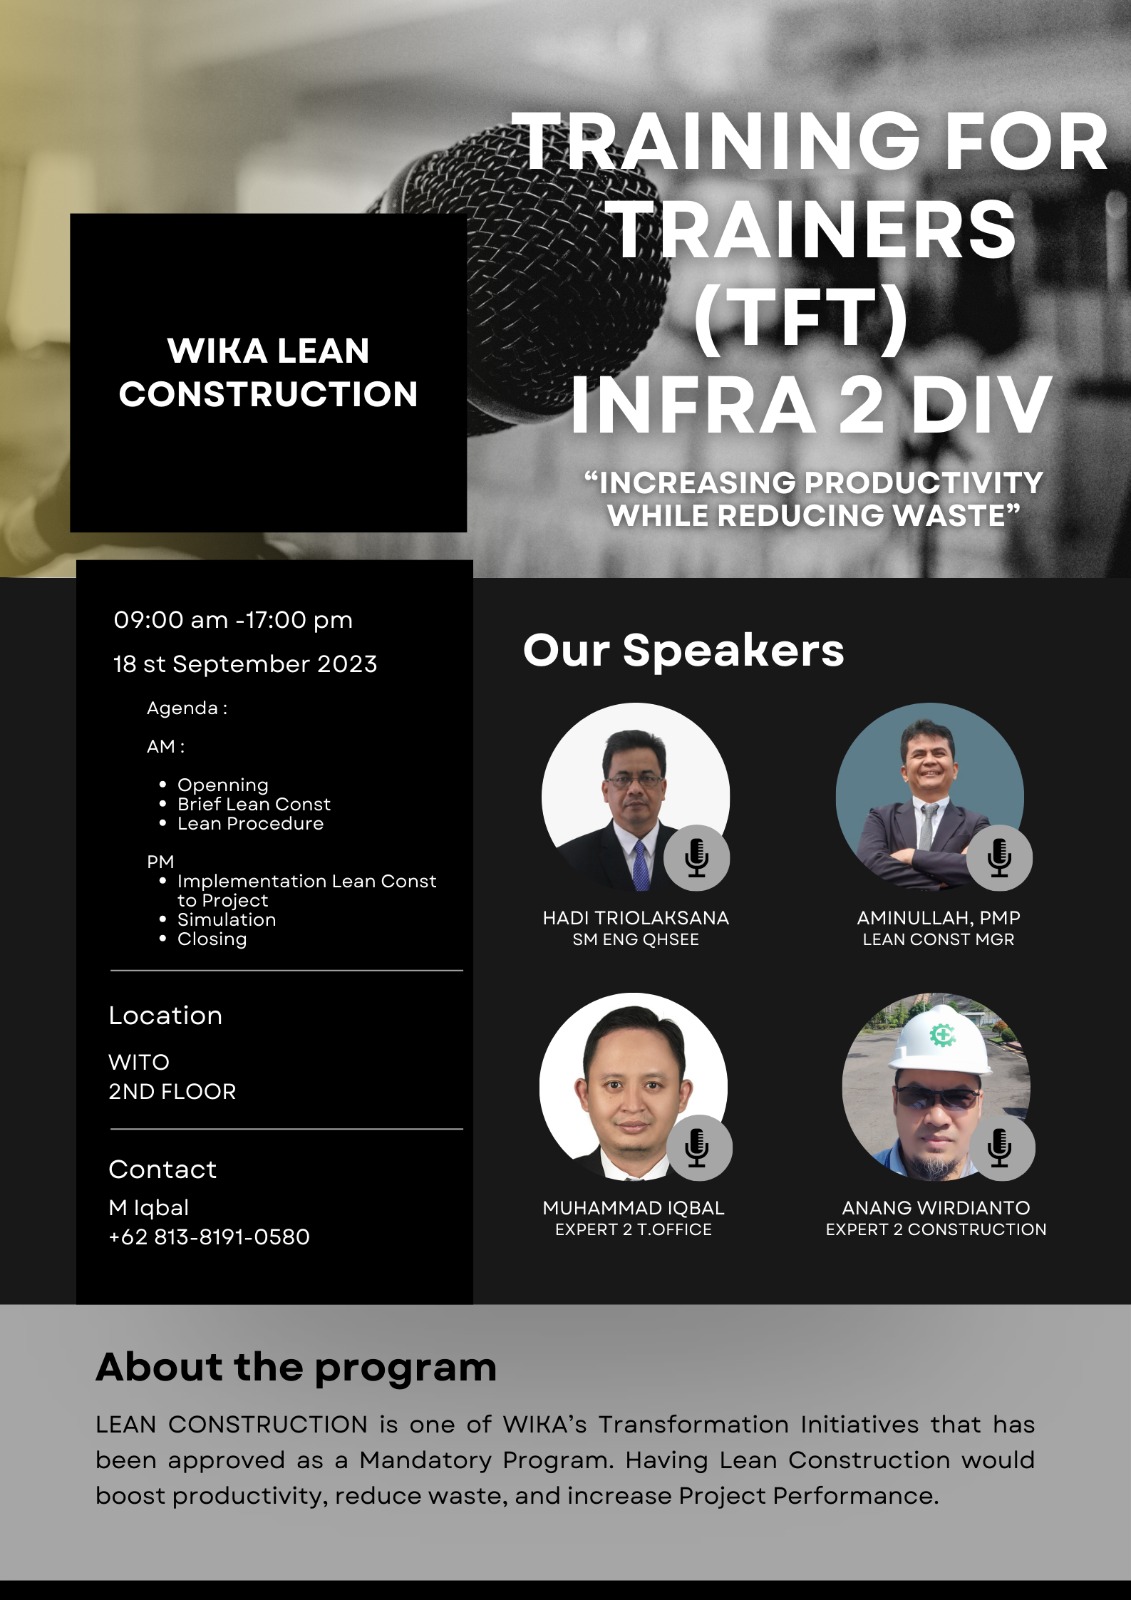 TRAINING FOR
TRAINERS
(TFT)
INFRA 2 DIV
“INCREASING PRODUCTIVITY
WHILE REDUCING WASTE”
WIKA LEAN
CONSTRUCTION
09:00 am -17:00 pm
18 st September 2023
Agenda :
AM :
• Openning
• Brief Lean Const
• Lean Procedure
PM
• Implementation Lean Const
to Project
• Simulation
• Closing
Location
WITO
2ND FLOOR
Contact
M Iqbal
+62 813-8191-0580
Our Speakers
HADI TRIOLAKSANA
SM ENG QHSEE
AMINULLAH, PMP
LEAN CONST MGR
MUHAMMAD IQBAL
EXPERT 2 T.OFFICE
ANANG WIRDIANTO
EXPERT 2 CONSTRUCTION
About the program
LEAN CONSTRUCTION is one of WIKA’s Transformation Initiatives that has
been approved as a Mandatory Program. Having Lean Construction would
boost productivity, reduce waste, and increase Project Performance.